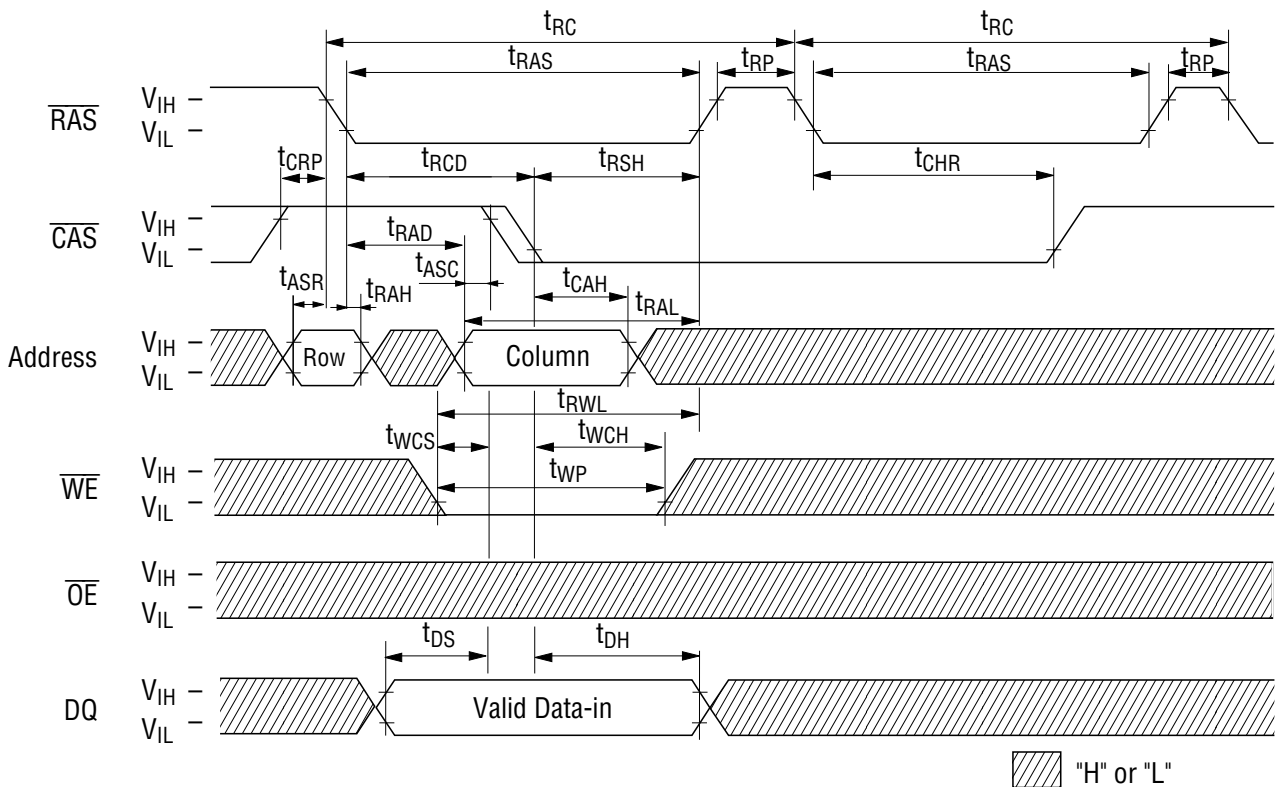 tRC tRC
tRAS tRP tRAS tRP
RAS VIH –
VIL –
tCRP tRCD tRSH tCHR
CAS VIH –
VIL –
tRAD
tASC
tASR tRAH tCAH
tRAL
Address VIH –
VIL –
Row Column
tRWL
tWCS tWCH
tWP
WE VIH –
VIL –
OE VIH –
VIL –
tDS tDH
DQ VIH –
VIL –
Valid Data-in
"H" or "L"